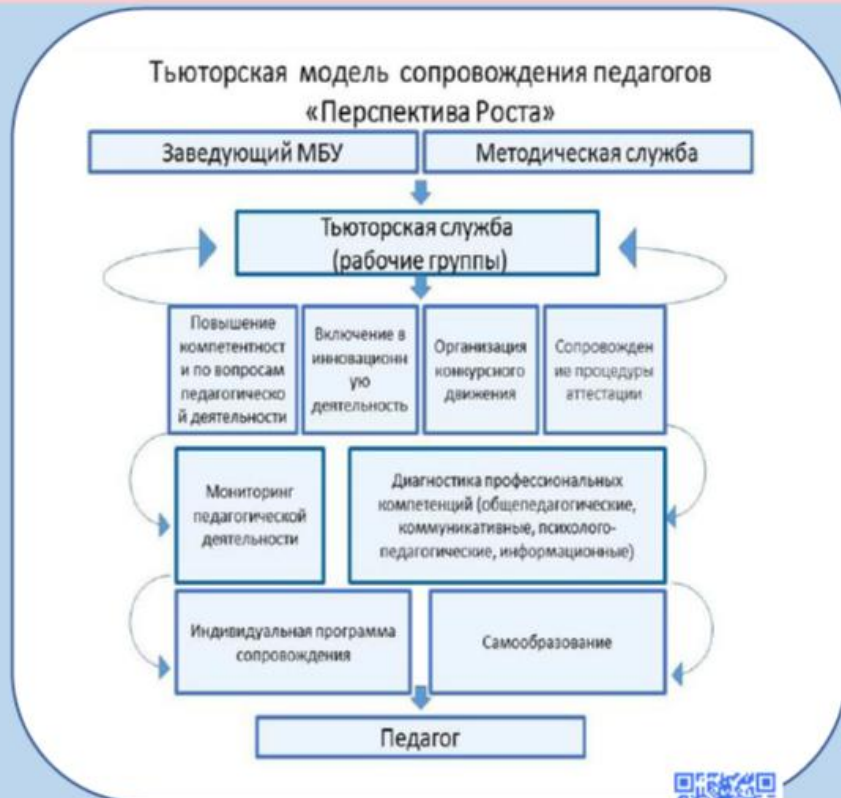 Тьюторская модель сопровождения педагогов
«Перспектива Роста»
Заведующий МБУ
Методическая служба
Тьюторская служба
(рабочие группы)
Повышение
компетентност
и по вопросам
педагогическо
й деятельности
Включение в
инновационн
ую
деятельность
Организация
конкурсного
движения
Сопровожден
ие процедуры
аттестации
Мониторинг
педагогической
деятельности
Диагностика профессиональных
компетенций (общепедагогические,
коммуникативные, психолого-
педагогические, информационные)
Индивидуальная программа
сопровождения
Самообразование
Педагог